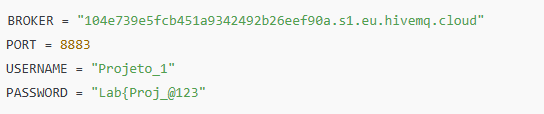 BROKER = "104e739e5fcb451a9342492b26eef90a.s1.eu.hivemq.cloud"
PORT = 8883
USERNAME = "Projeto_1"
PASSWORD = "Lab{Proj_@123"